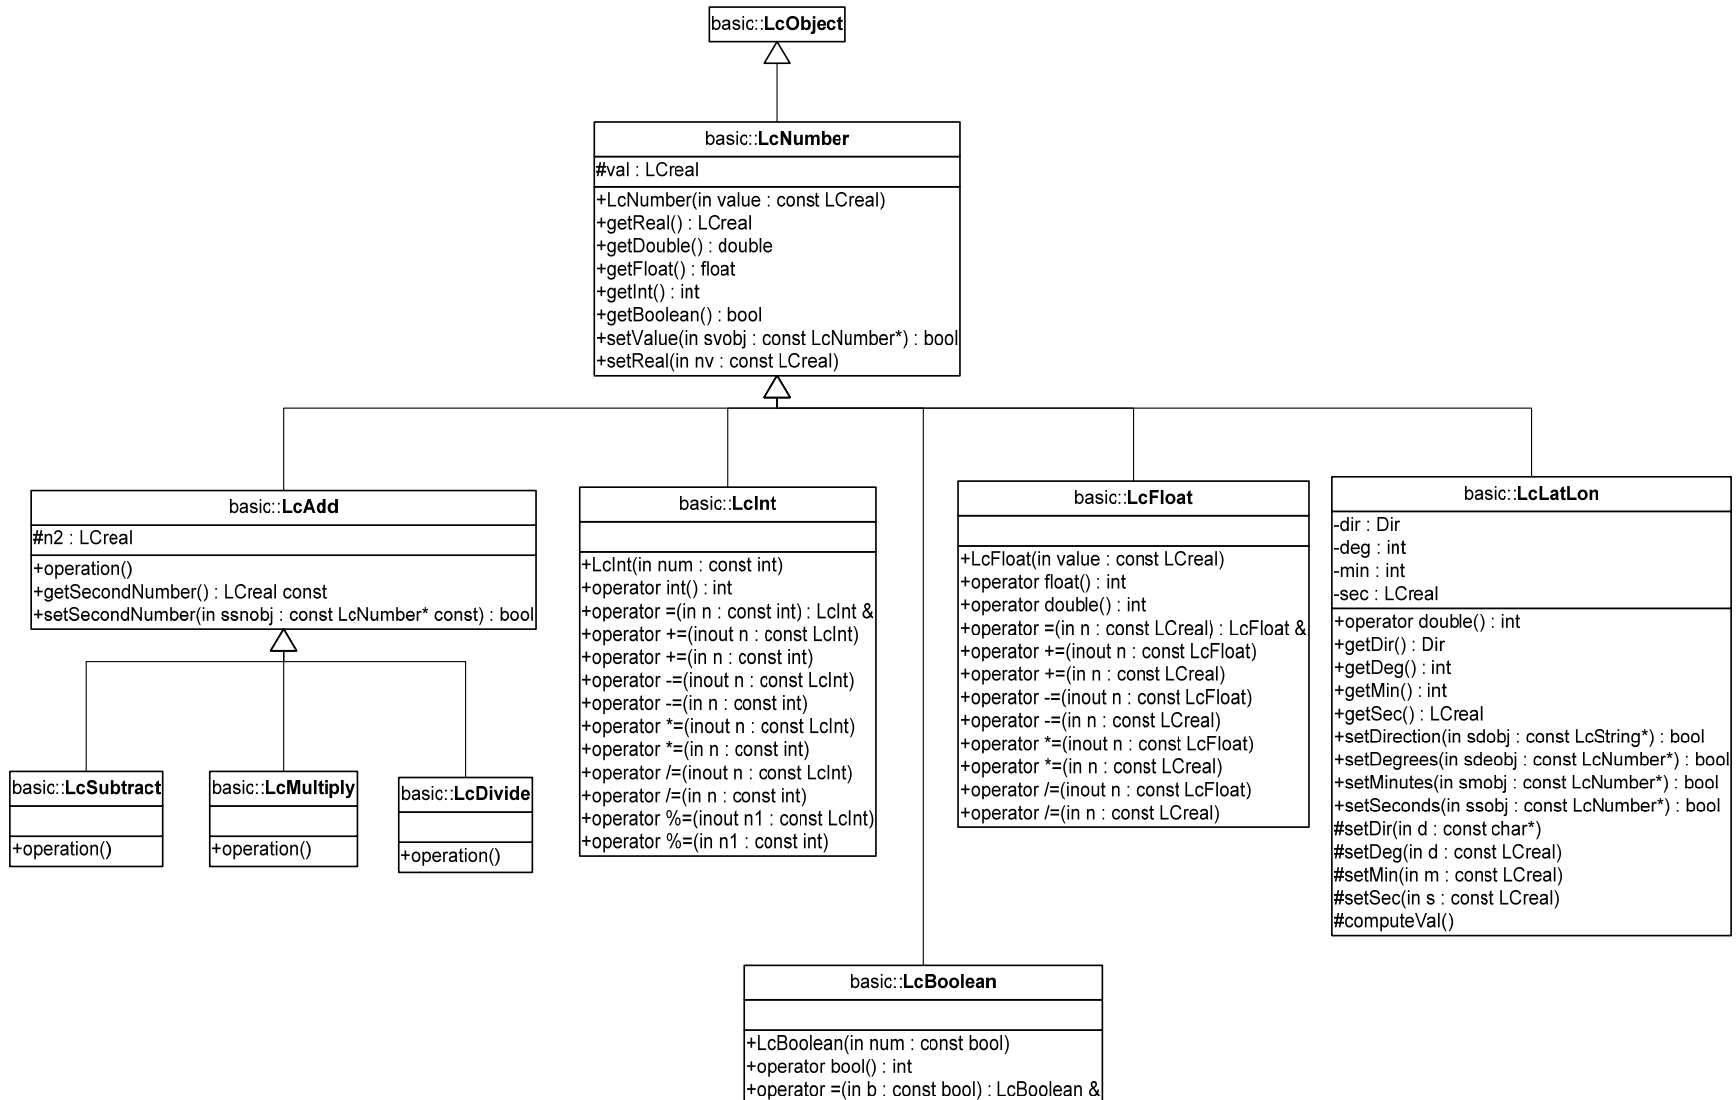 basic::LcObject
basic::LcNumber
#val : LCreal
+LcNumber(in value : const LCreal)
+getReal() : LCreal
+getDouble() : double
+getFloat() : float
+getInt() : int
+getBoolean() : bool
+setValue(in svobj : const LcNumber*) : bool
+setReal(in nv : const LCreal)
basic::LcAdd
#n2 : LCreal
+operation()
+getSecondNumber() : LCreal const
+setSecondNumber(in ssnobj : const LcNumber* const) : bool
basic::LcInt
+LcInt(in num : const int)
+operator int() : int
+operator =(in n : const int) : LcInt &
+operator +=(inout n : const LcInt)
+operator +=(in n : const int)
+operator -=(inout n : const LcInt)
+operator -=(in n : const int)
+operator *=(inout n : const LcInt)
+operator *=(in n : const int)
+operator /=(inout n : const LcInt)
+operator /=(in n : const int)
+operator %=(inout n1 : const LcInt)
+operator %=(in n1 : const int)
basic::LcFloat
+LcFloat(in value : const LCreal)
+operator float() : int
+operator double() : int
+operator =(in n : const LCreal) : LcFloat &
+operator +=(inout n : const LcFloat)
+operator +=(in n : const LCreal)
+operator -=(inout n : const LcFloat)
+operator -=(in n : const LCreal)
+operator *=(inout n : const LcFloat)
+operator *=(in n : const LCreal)
+operator /=(inout n : const LcFloat)
+operator /=(in n : const LCreal)
basic::LcLatLon
-dir : Dir
-deg : int
-min : int
-sec : LCreal
+operator double() : int
+getDir() : Dir
+getDeg() : int
+getMin() : int
+getSec() : LCreal
+setDirection(in sdobj : const LcString*) : bool
+setDegrees(in sdeobj : const LcNumber*) : bool
+setMinutes(in smobj : const LcNumber*) : bool
+setSeconds(in ssobj : const LcNumber*) : bool
#setDir(in d : const char*)
#setDeg(in d : const LCreal)
#setMin(in m : const LCreal)
#setSec(in s : const LCreal)
#computeVal()
basic::LcSubtract
+operation()
basic::LcMultiply
+operation()
basic::LcDivide
+operation()
basic::LcBoolean
+LcBoolean(in num : const bool)
+operator bool() : int
+operator =(in b : const bool) : LcBoolean &